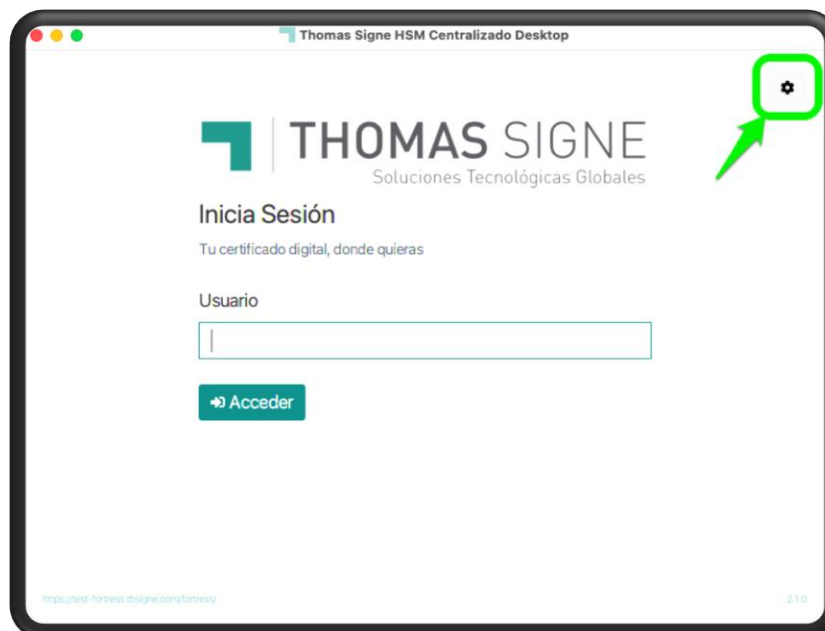 Thomas Signe HSM Centralizado Desktop
THOMAS SIGNE
Soluciones Tecnológicas Globales
Inicia Sesión
Tu certificado digital, donde quieras
Usuario
Acceder
https://test-fortress.thsigne.com/fortress/
2.1.0